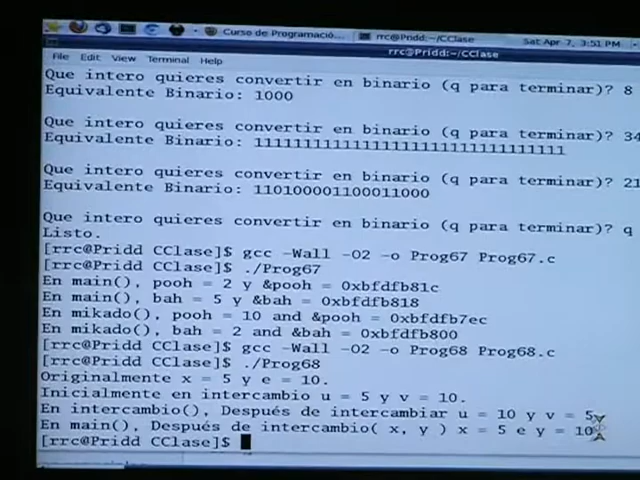 Curso de Programació... rrc@Pridd:~/CClase Sat Apr 7, 3:51 PM
rrc@Pridd:~/CClase
File Edit View Terminal Help
Que intero quieres convertir en binario (q para terminar)? 8
Equivalente Binario: 1000
Que intero quieres convertir en binario (q para terminar)? 34
Equivalente Binario:
Que intero quieres convertir en binario (q para terminar)? 21
Equivalente Binario: 110100001100011000
Que intero quieres convertir en binario (q para terminar)? q
Listo.
[rrc@Pridd CClase]$ gcc -Wall -O2 -o Prog67 Prog67.c
[rrc@Pridd CClase]$ ./Prog67
En main(), pooh = 2 y &pooh = 0xbfdfb81c
En main(), bah = 5 y &bah = 0xbfdfb818
En mikado(), pooh = 10 and &pooh = 0xbfdfb7ec
En mikado(), bah = 2 and &bah = 0xbfdfb800
[rrc@Pridd CClase]$ gcc -Wall -O2 -o Prog68 Prog68.c
[rrc@Pridd CClase]$ ./Prog68
Originalmente x = 5 y e = 10.
Inicialmente en intercambio u = 5 y v = 10.
En intercambio(), Después de intercambiar u = 10 y v = 5
En main(), Después de intercambio( x, y ) x = 5 e y = 10
[rrc@Pridd CClase]$